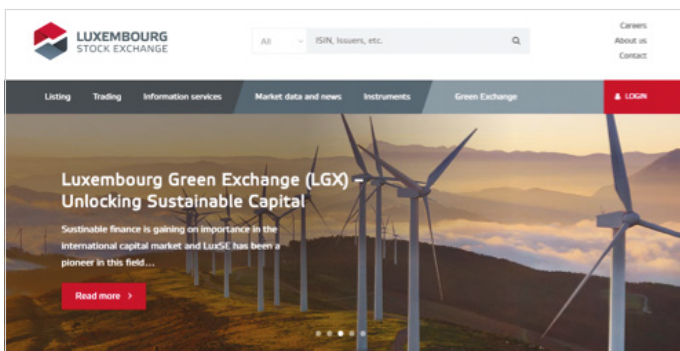 LUXEMBOURG
STOCK EXCHANGE
All
ISIN, Issuers, etc.
Careers
About us
Contact
Listing Trading Information services Market data and news Instruments Green Exchange LOGIN
Luxembourg Green Exchange (LGX) –
Unlocking Sustainable Capital
Sustinable finance is gaining on importance in the
international capital market and LuxSE has been a
pioneer in this field...
Read more >